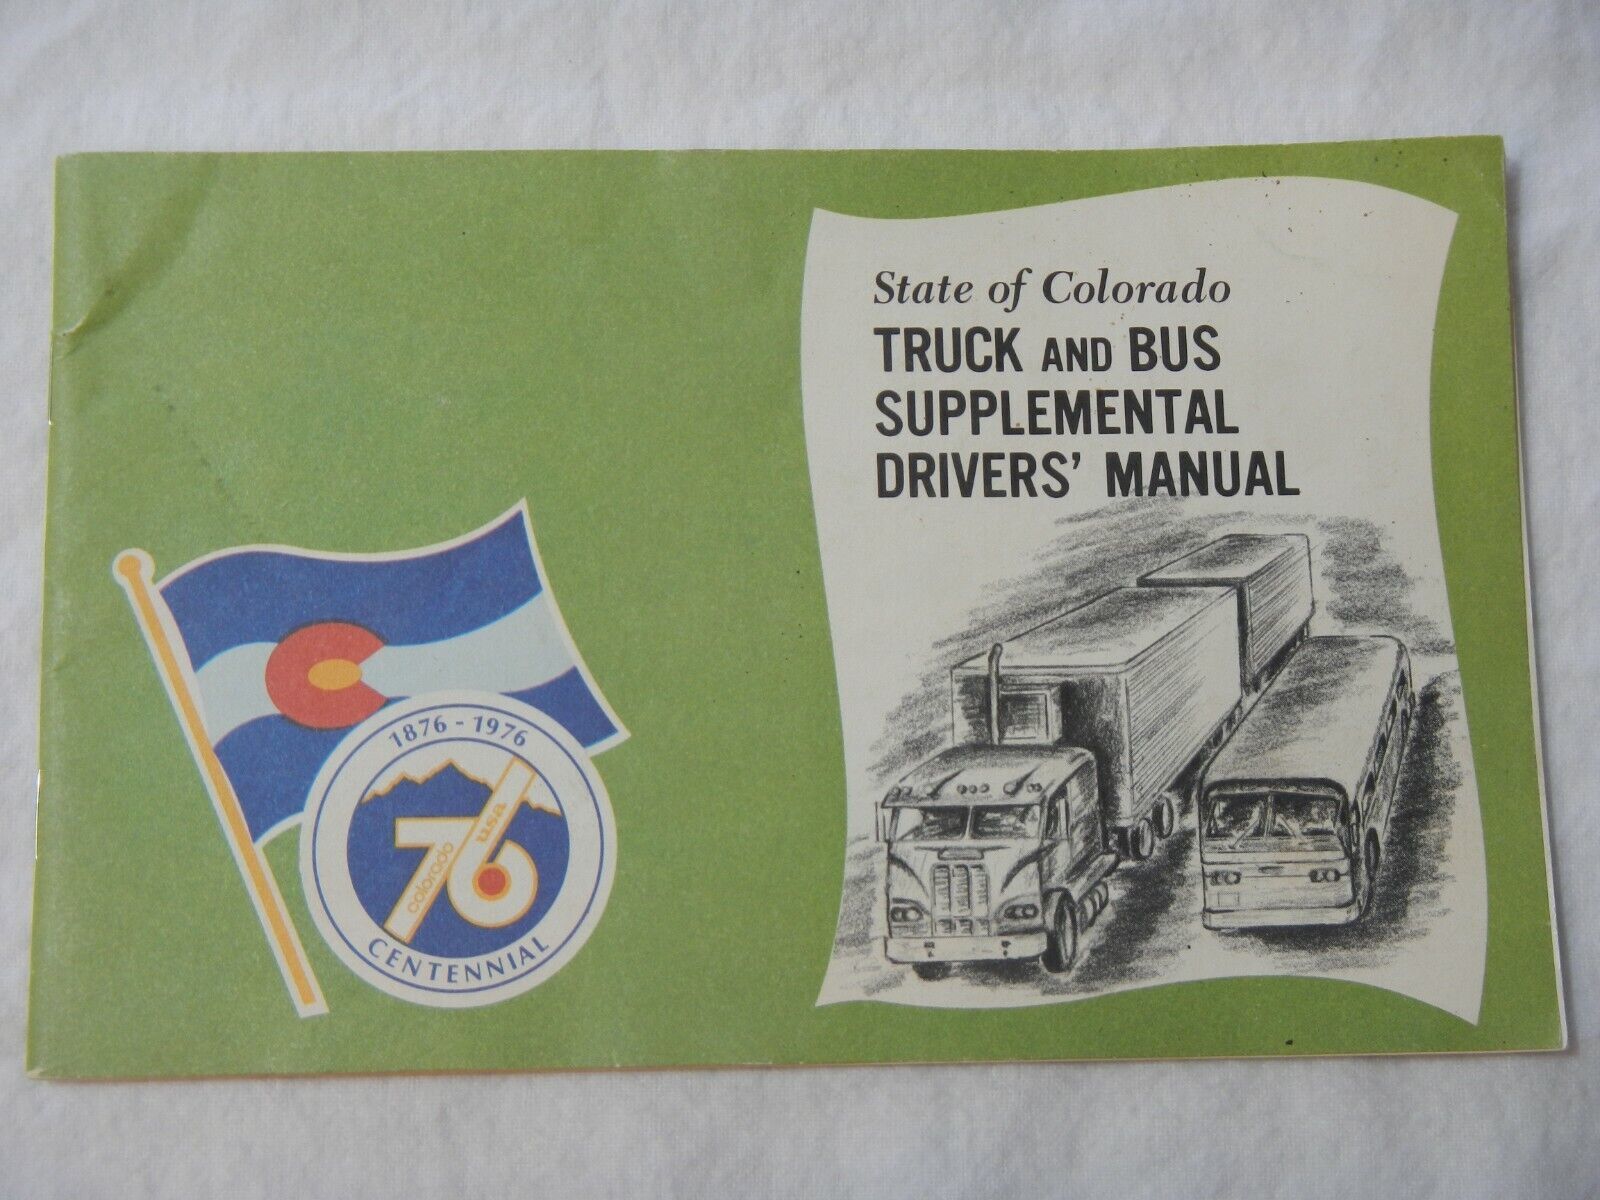 State of Colorado
TRUCK AND BUS
SUPPLEMENTAL
DRIVERS' MANUAL
1876 - 1976
76
colorado usa
CENTENNIAL